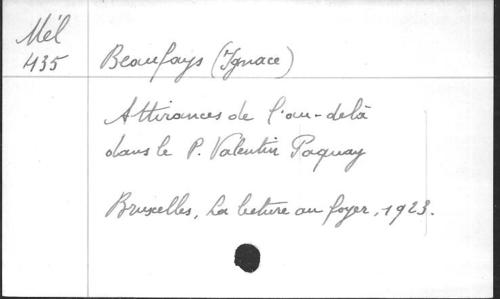 Mél
435
Beaufays (Ignace)
Attirances de l'au-delà
dans le P. Valentin Paquay
Bruxelles, La lecture au foyer, 1923.